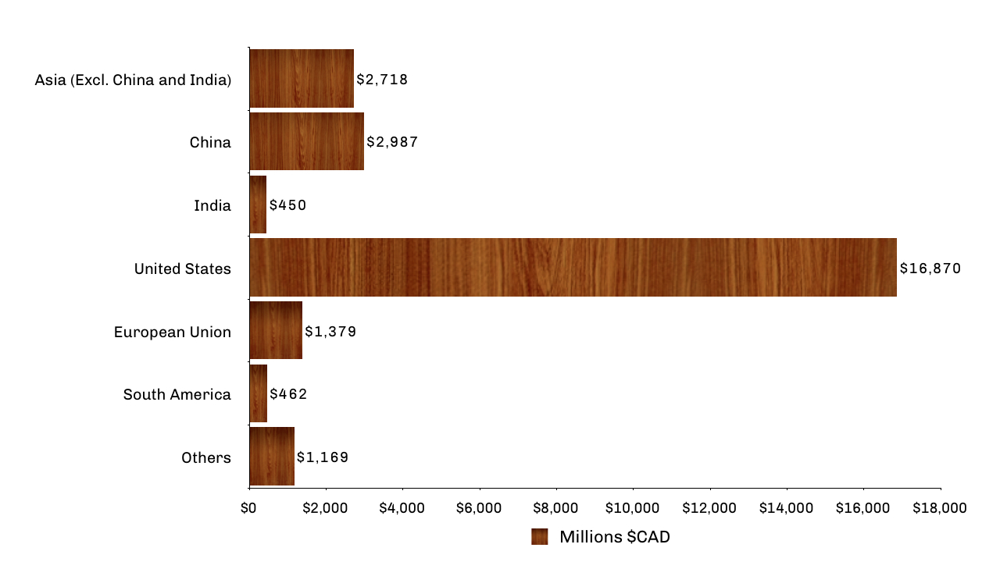 Asia (Excl. China and India) $2,718
China $2,987
India $450
United States $16,870
European Union $1,379
South America $462
Others $1,169
$0 $2,000 $4,000 $6,000 $8,000 $10,000 $12,000 $14,000 $16,000 $18,000
Millions $CAD